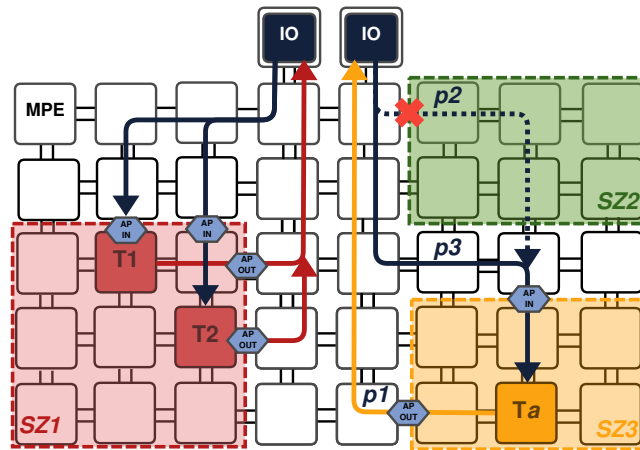 IO IO
MPE
p2
AP
IN
AP
IN
SZ2
T1
AP
OUT
p3
AP
IN
T2
AP
OUT
p1
AP
OUT
Ta
SZ1
SZ3